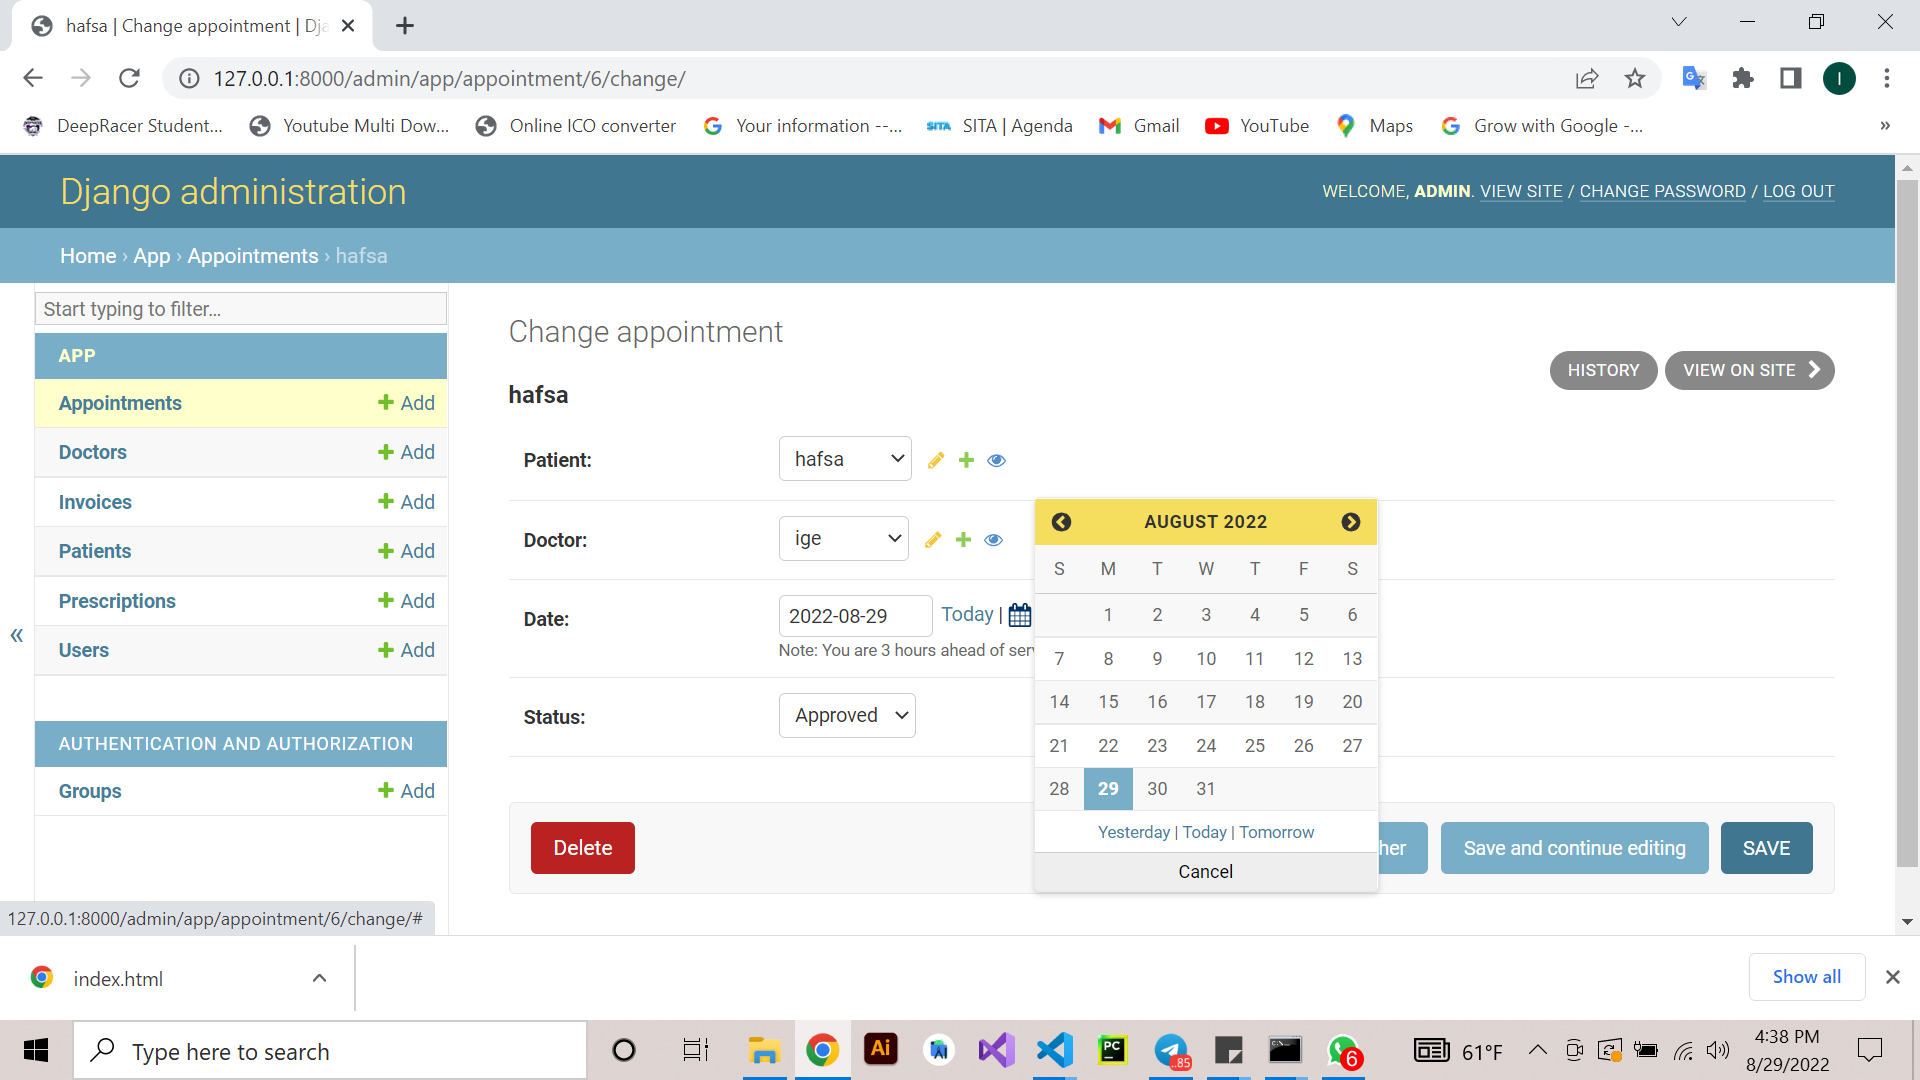 hafsa | Change appointment | Dja
127.0.0.1:8000/admin/app/appointment/6/change/
I
DeepRacer Student...
Youtube Multi Dow...
Online ICO converter
Your information --...
SITA SITA | Agenda
Gmail
YouTube
Maps
Grow with Google -...
»
Django administration
WELCOME, ADMIN. VIEW SITE / CHANGE PASSWORD / LOG OUT
Home › App › Appointments › hafsa
Start typing to filter...
APP
Appointments + Add
Doctors + Add
Invoices + Add
Patients + Add
Prescriptions + Add
Users + Add
AUTHENTICATION AND AUTHORIZATION
Groups + Add
«
Change appointment
HISTORY
VIEW ON SITE
hafsa
Patient: hafsa
Doctor: ige
Date: 2022-08-29 Today |
Note: You are 3 hours ahead of ser
Status: Approved
AUGUST 2022
S M T W T F S
1 2 3 4 5 6
7 8 9 10 11 12 13
14 15 16 17 18 19 20
21 22 23 24 25 26 27
28 29 30 31
Yesterday | Today | Tomorrow
Cancel
Delete
her
Save and continue editing
SAVE
127.0.0.1:8000/admin/app/appointment/6/change/#
index.html
Show all
Type here to search
Ai
PC
..85
6
61°F
4:38 PM
8/29/2022